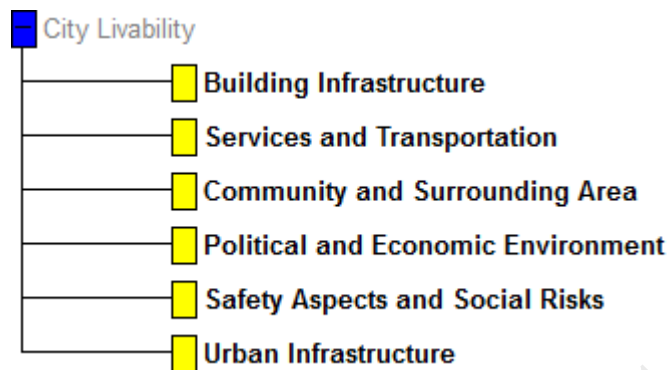 City Livability
Building Infrastructure
Services and Transportation
Community and Surrounding Area
Political and Economic Environment
Safety Aspects and Social Risks
Urban Infrastructure